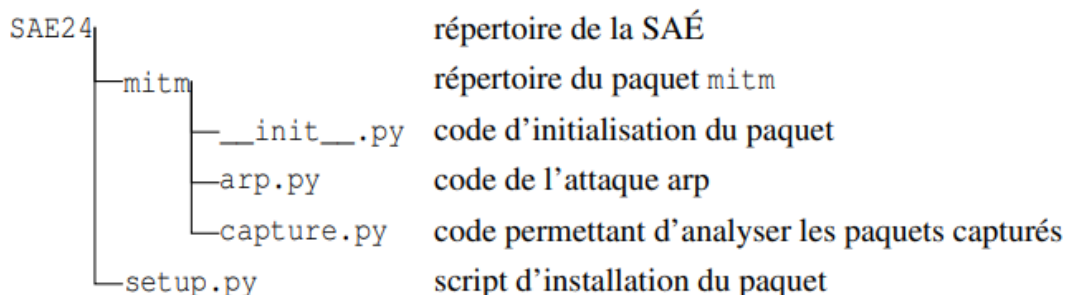 SAE24 répertoire de la SAÉ
mitm répertoire du paquet mitm
__init__.py code d'initialisation du paquet
arp.py code de l'attaque arp
capture.py code permettant d'analyser les paquets capturés
setup.py script d'installation du paquet